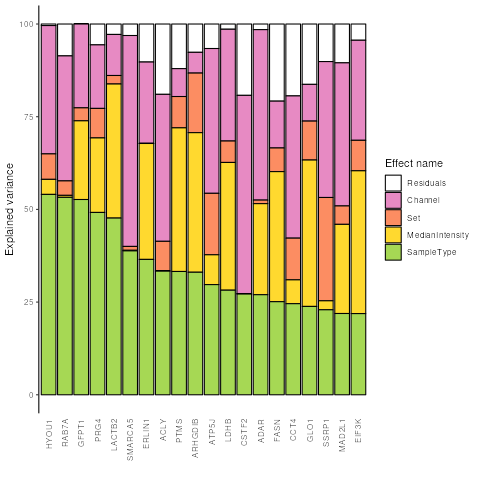 100
75
50
25
0
Explained variance
HYOU1
RAB7A
GFPT1
PRG4
LACTB2
SMARCA5
ERLIN1
ACLY
PTMS
ARHGDIB
ATP5J
LDHB
CSTF2
ADAR
FASN
CCT4
GLO1
SSRP1
MAD2L1
EIF3K
Effect name
Residuals
Channel
Set
MedianIntensity
SampleType